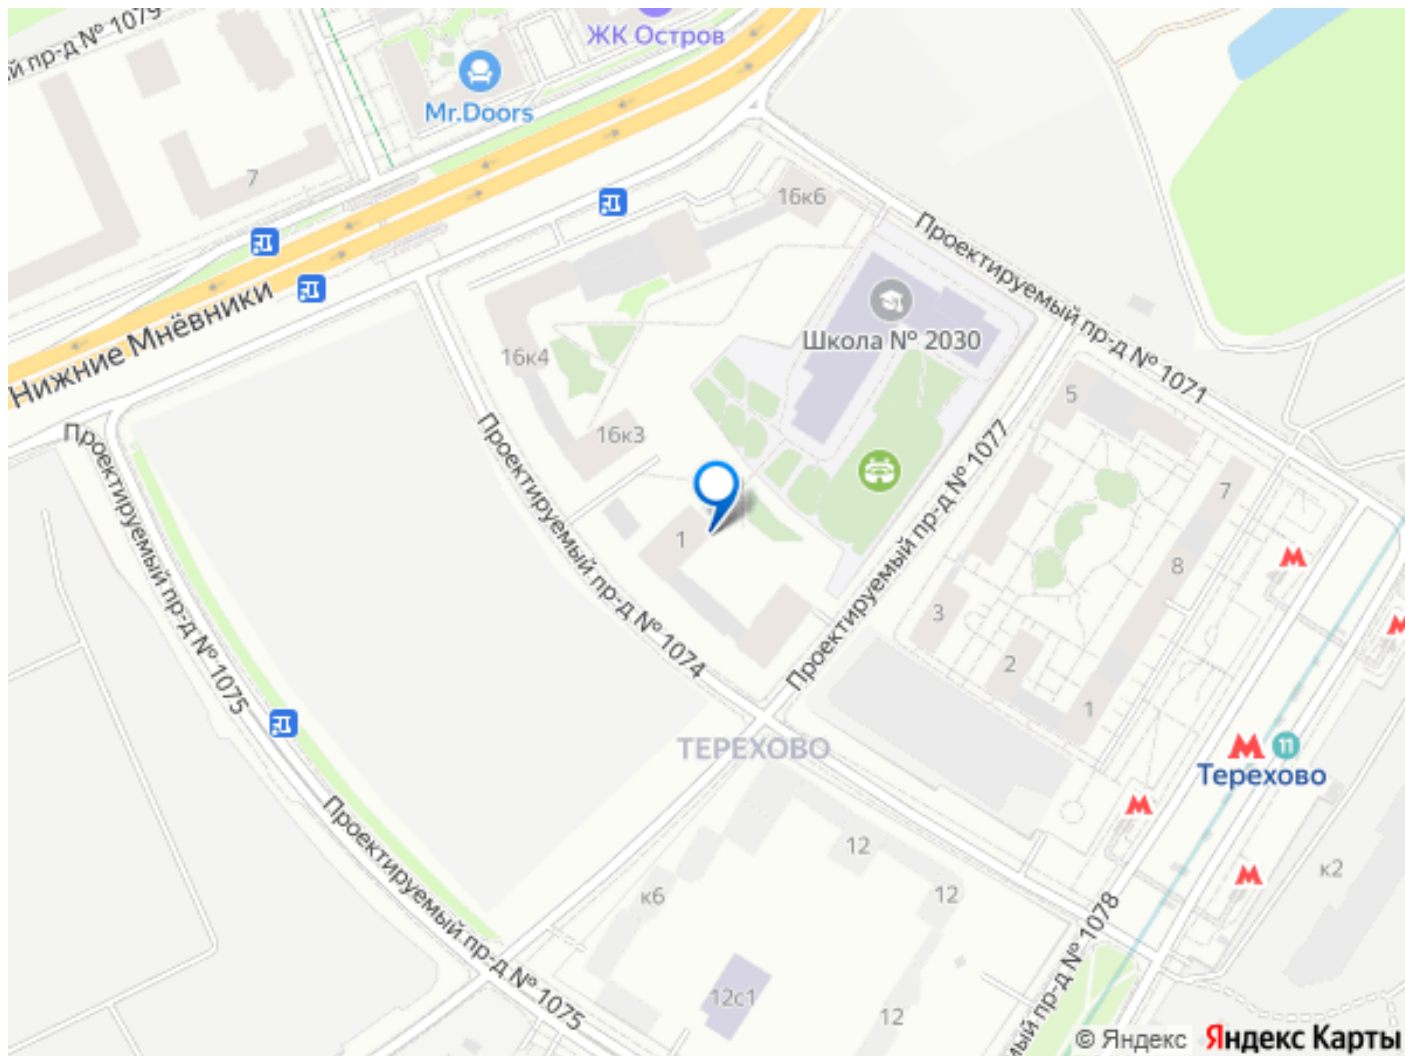 й пр-д № 1079
ЖК Остров
Mr.Doors
7
16к6
Проектируемый пр-д № 1071
Нижние Мнёвники
Школа № 2030
16к4
5
16к3
Проектируемый пр-д № 1077
7
Проектируемый пр-д № 1075
Проектируемый пр-д № 1074
1
8
3
2
1
ТЕРЕХОВО
11
Терехово
Проектируемый пр-д № 1075
12
к2
к6
12
мый пр-д № 1078
12с1
12
© Яндекс
Яндекс Карты